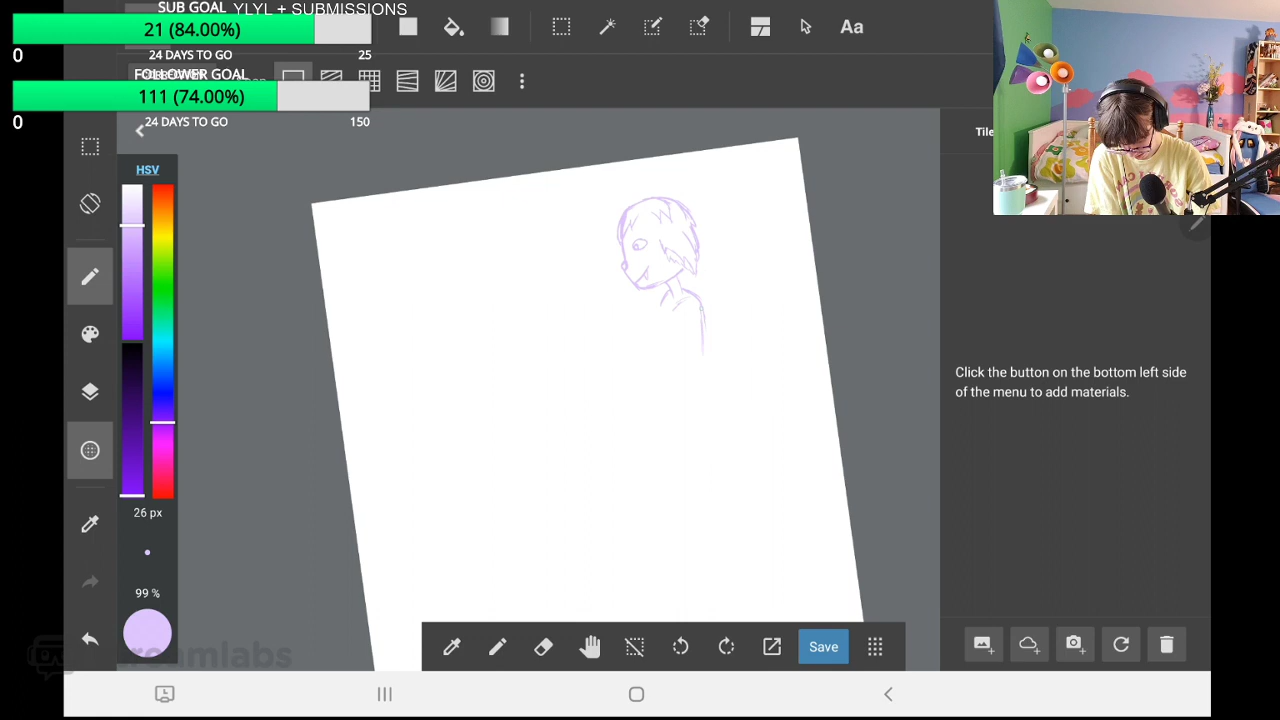 SUB GOAL
YLYL + SUBMISSIONS
21 (84.00%)
0
24 DAYS TO GO
25
FOLLOWER GOAL
111 (74.00%)
0
24 DAYS TO GO
150
Aa
HSV
26 px
99 %
Tile
Click the button on the bottom left side
of the menu to add materials.
Save